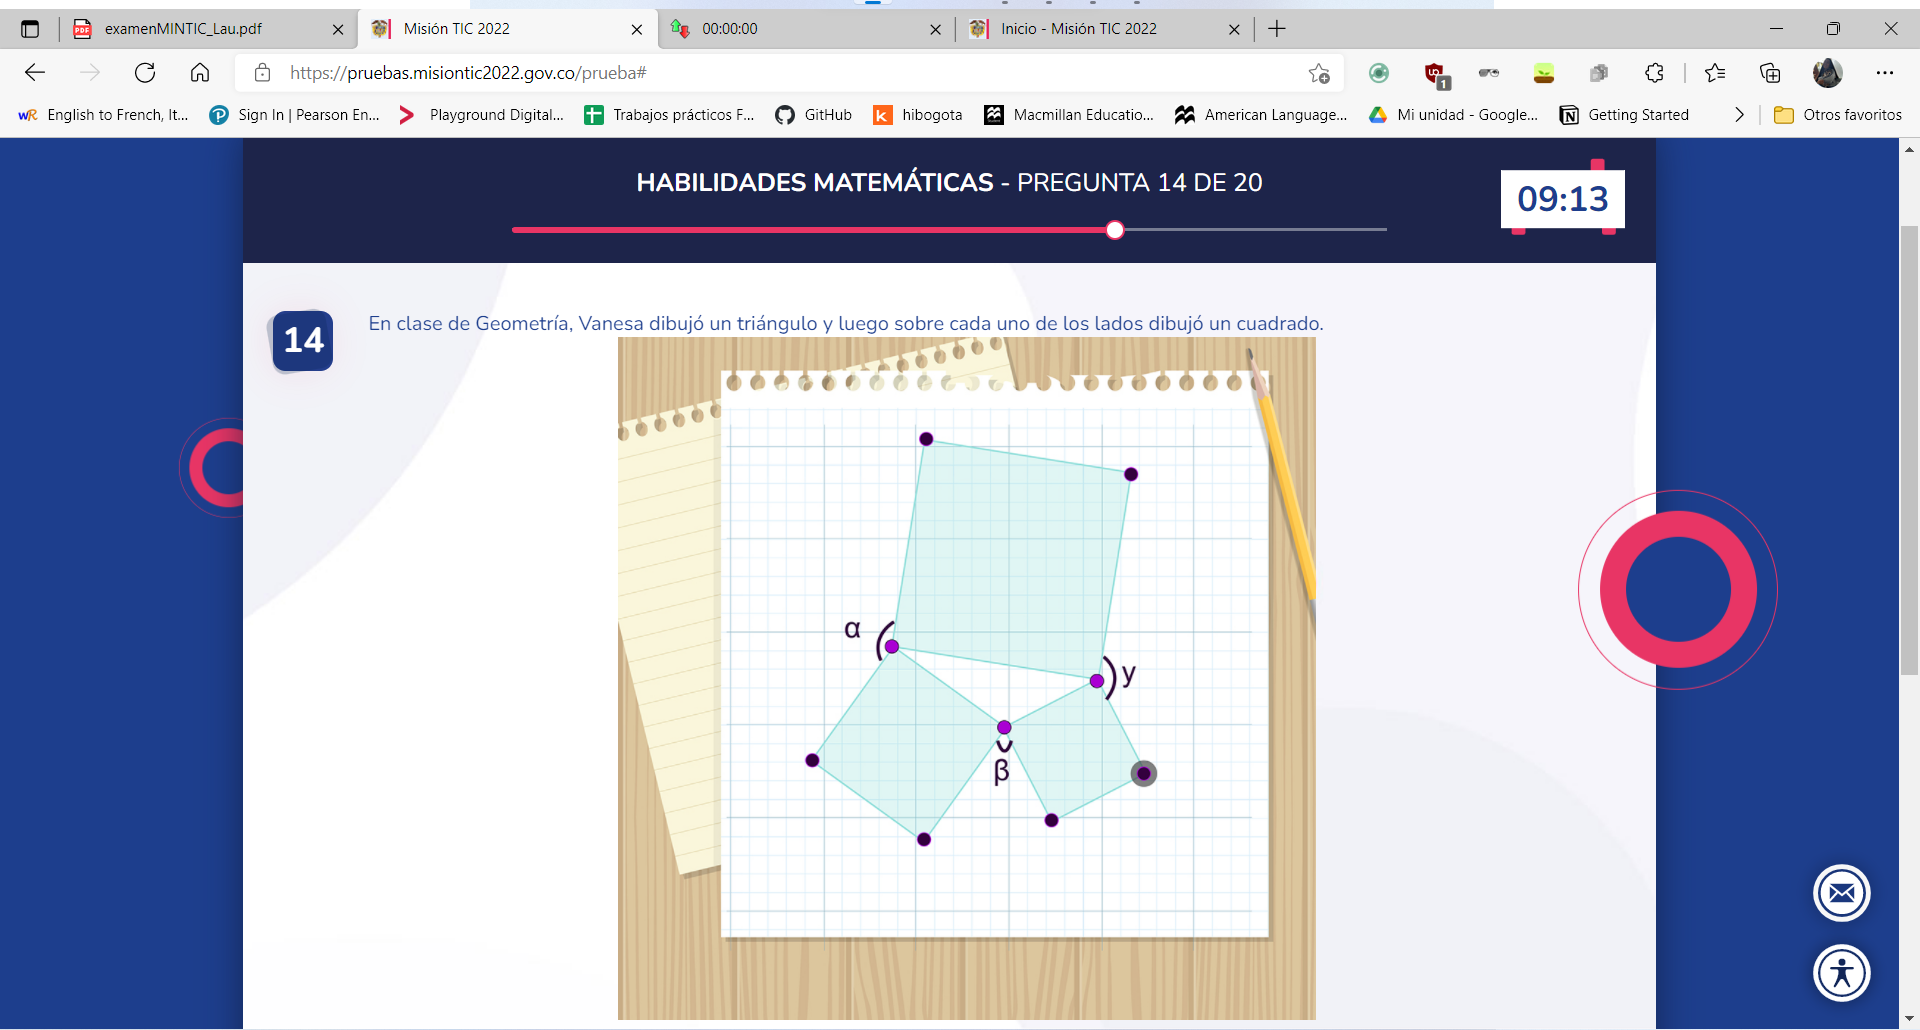 examenMINTIC_Lau.pdf
Misión TIC 2022
00:00:00
Inicio - Misión TIC 2022
https://pruebas.misiontic2022.gov.co/prueba#
1
English to French, It...
Sign In | Pearson En...
Playground Digital...
Trabajos prácticos F...
GitHub
hibogota
Macmillan Educatio...
American Language...
Mi unidad - Google...
Getting Started
Otros favoritos
HABILIDADES MATEMÁTICAS - PREGUNTA 14 DE 20
09:13
14
En clase de Geometría, Vanesa dibujó un triángulo y luego sobre cada uno de los lados dibujó un cuadrado.
α
y
β